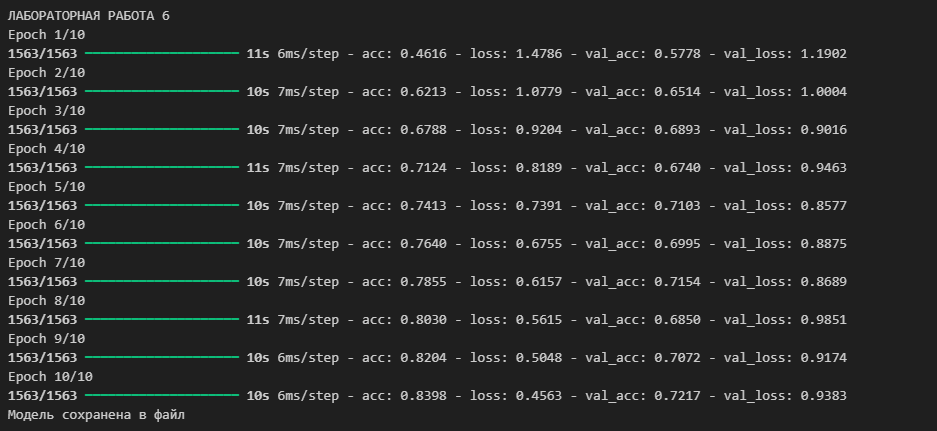 ЛАБОРАТОРНАЯ РАБОТА 6
Epoch 1/10
1563/1563 ━━━━━━━━━━━━━━━━━━━━ 11s 6ms/step - acc: 0.4616 - loss: 1.4786 - val_acc: 0.5778 - val_loss: 1.1902
Epoch 2/10
1563/1563 ━━━━━━━━━━━━━━━━━━━━ 10s 7ms/step - acc: 0.6213 - loss: 1.0779 - val_acc: 0.6514 - val_loss: 1.0004
Epoch 3/10
1563/1563 ━━━━━━━━━━━━━━━━━━━━ 10s 7ms/step - acc: 0.6788 - loss: 0.9204 - val_acc: 0.6893 - val_loss: 0.9016
Epoch 4/10
1563/1563 ━━━━━━━━━━━━━━━━━━━━ 11s 7ms/step - acc: 0.7124 - loss: 0.8189 - val_acc: 0.6740 - val_loss: 0.9463
Epoch 5/10
1563/1563 ━━━━━━━━━━━━━━━━━━━━ 10s 7ms/step - acc: 0.7413 - loss: 0.7391 - val_acc: 0.7103 - val_loss: 0.8577
Epoch 6/10
1563/1563 ━━━━━━━━━━━━━━━━━━━━ 10s 7ms/step - acc: 0.7640 - loss: 0.6755 - val_acc: 0.6995 - val_loss: 0.8875
Epoch 7/10
1563/1563 ━━━━━━━━━━━━━━━━━━━━ 10s 7ms/step - acc: 0.7855 - loss: 0.6157 - val_acc: 0.7154 - val_loss: 0.8689
Epoch 8/10
1563/1563 ━━━━━━━━━━━━━━━━━━━━ 11s 7ms/step - acc: 0.8030 - loss: 0.5615 - val_acc: 0.6850 - val_loss: 0.9851
Epoch 9/10
1563/1563 ━━━━━━━━━━━━━━━━━━━━ 10s 6ms/step - acc: 0.8204 - loss: 0.5048 - val_acc: 0.7072 - val_loss: 0.9174
Epoch 10/10
1563/1563 ━━━━━━━━━━━━━━━━━━━━ 10s 6ms/step - acc: 0.8398 - loss: 0.4563 - val_acc: 0.7217 - val_loss: 0.9383
Модель сохранена в файл